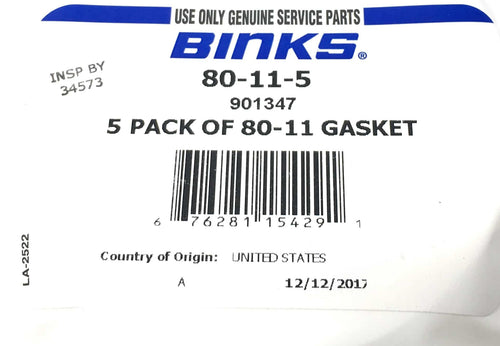 USE ONLY GENUINE SERVICE PARTS
BINKS®
80-11-5
INSP BY
34573
901347
5 PACK OF 80-11 GASKET
6 76281 15429 1
LA-2522
Country of Origin: UNITED STATES
A 12/12/2017